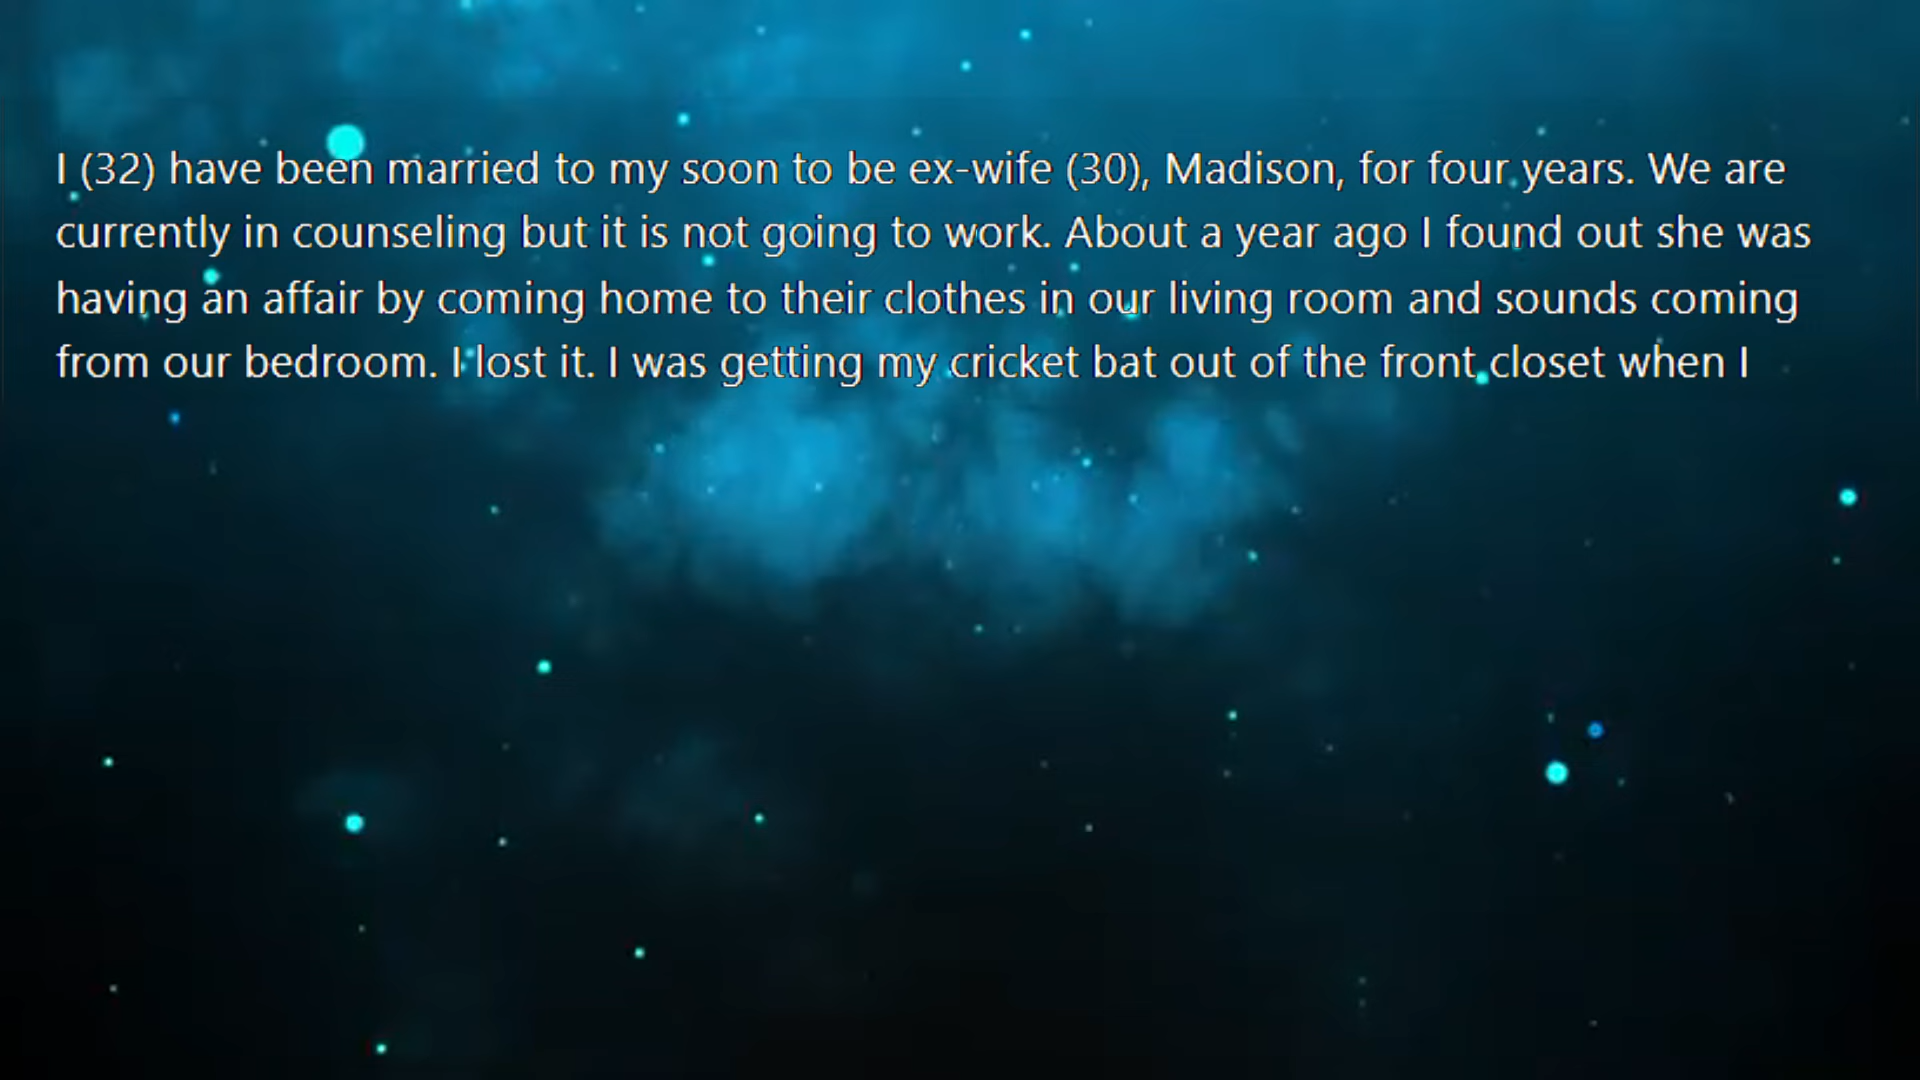 I (32) have been married to my soon to be ex-wife (30), Madison, for four years. We are
currently in counseling but it is not going to work. About a year ago I found out she was
having an affair by coming home to their clothes in our living room and sounds coming
from our bedroom. I lost it. I was getting my cricket bat out of the front closet when I